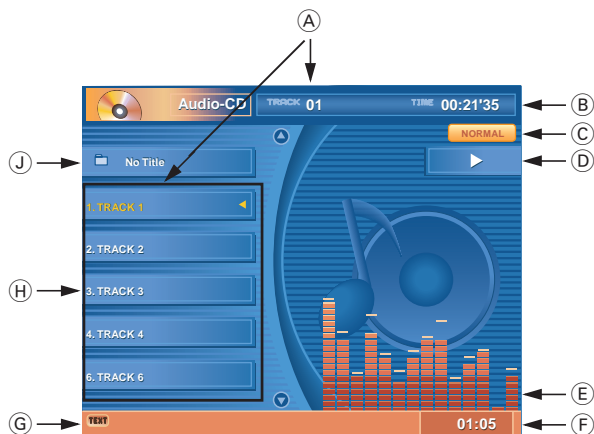 A
Audio-CD TRACK 01 TIME 00:21'35 B
NORMAL C
J No Title D
1. TRACK 1
2. TRACK 2
H 3. TRACK 3
4. TRACK 4
6. TRACK 6 E
G TEXT 01:05 F